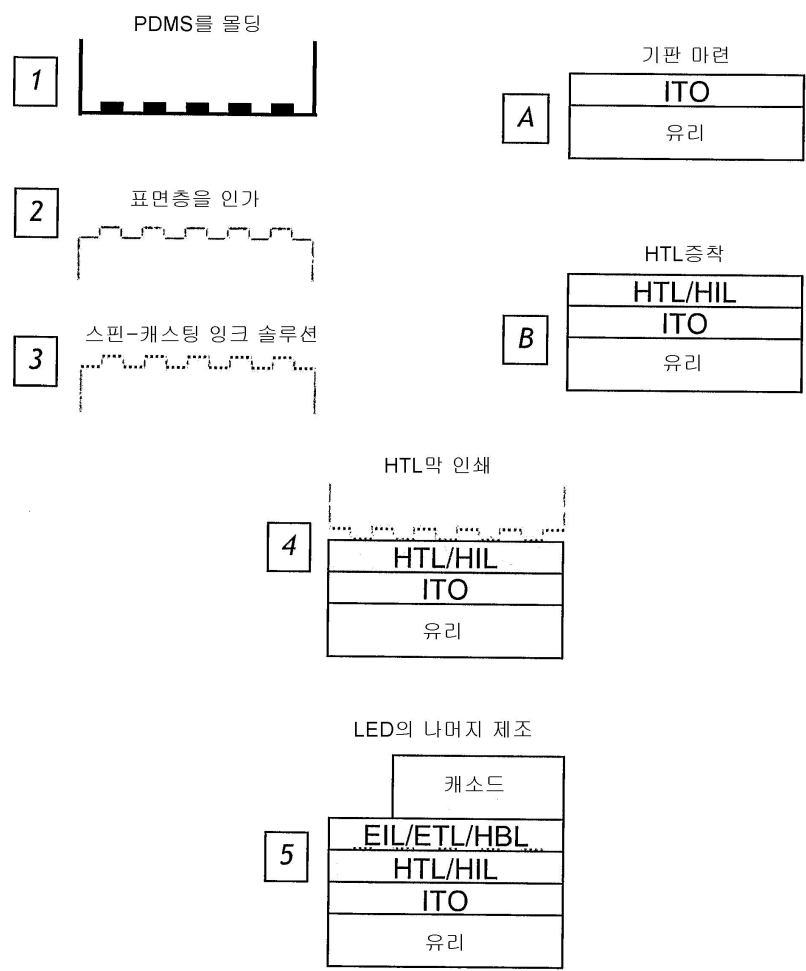 PDMS를 몰딩
1
표면층을 인가
2
스핀-캐스팅 잉크 솔루션
3
기판 마련
A
ITO
유리
HTL증착
B
HTL/HIL
ITO
유리
HTL막 인쇄
4
HTL/HIL
ITO
유리
LED의 나머지 제조
캐소드
5
EIL/ETL/HBL
HTL/HIL
ITO
유리